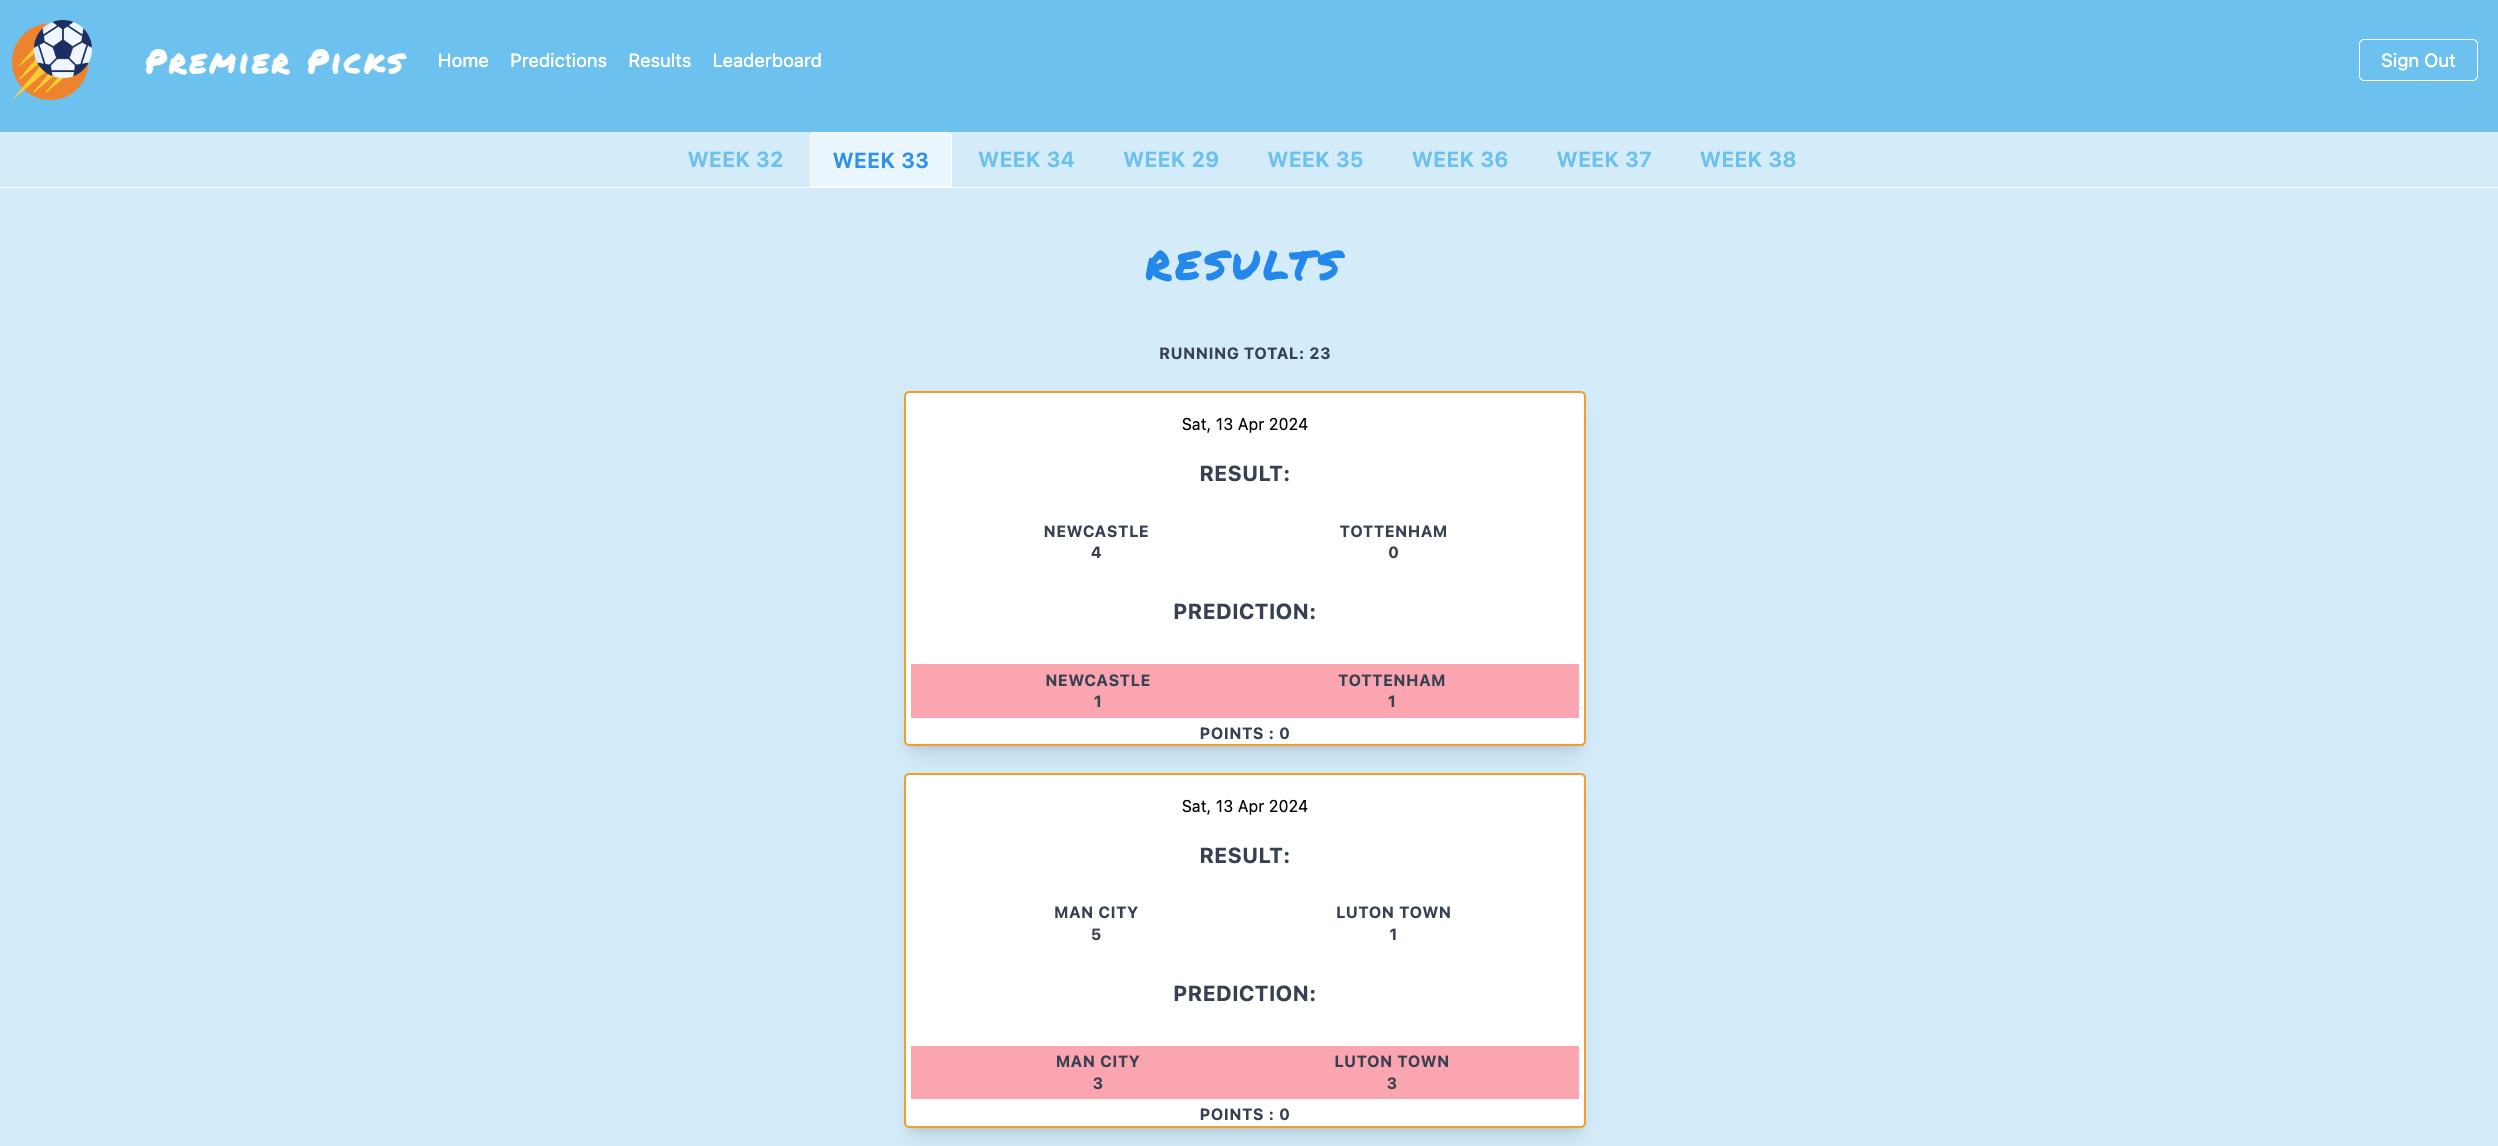 Premier Picks Home Predictions Results Leaderboard Sign Out
WEEK 32 WEEK 33 WEEK 34 WEEK 29 WEEK 35 WEEK 36 WEEK 37 WEEK 38
RESULTS
RUNNING TOTAL: 23
Sat, 13 Apr 2024
RESULT:
NEWCASTLE TOTTENHAM
4 0
PREDICTION:
NEWCASTLE TOTTENHAM
1 1
POINTS : 0
Sat, 13 Apr 2024
RESULT:
MAN CITY LUTON TOWN
5 1
PREDICTION:
MAN CITY LUTON TOWN
3 3
POINTS : 0